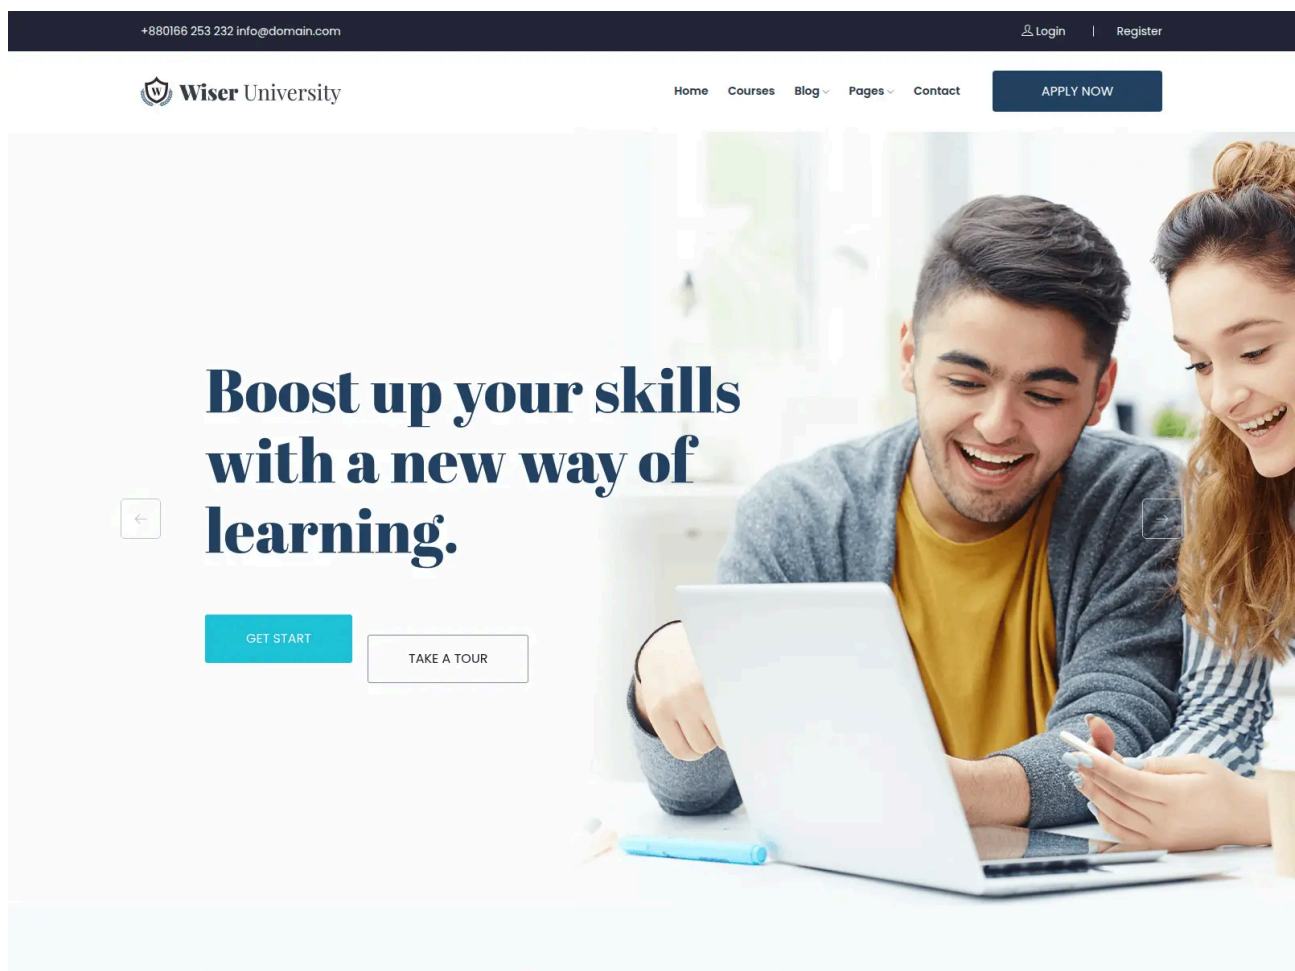 +880166 253 232 info@domain.com
Login | Register
W
Wiser University
Home Courses Blog Pages Contact APPLY NOW
Boost up your skills
with a new way of
learning.
GET START
TAKE A TOUR